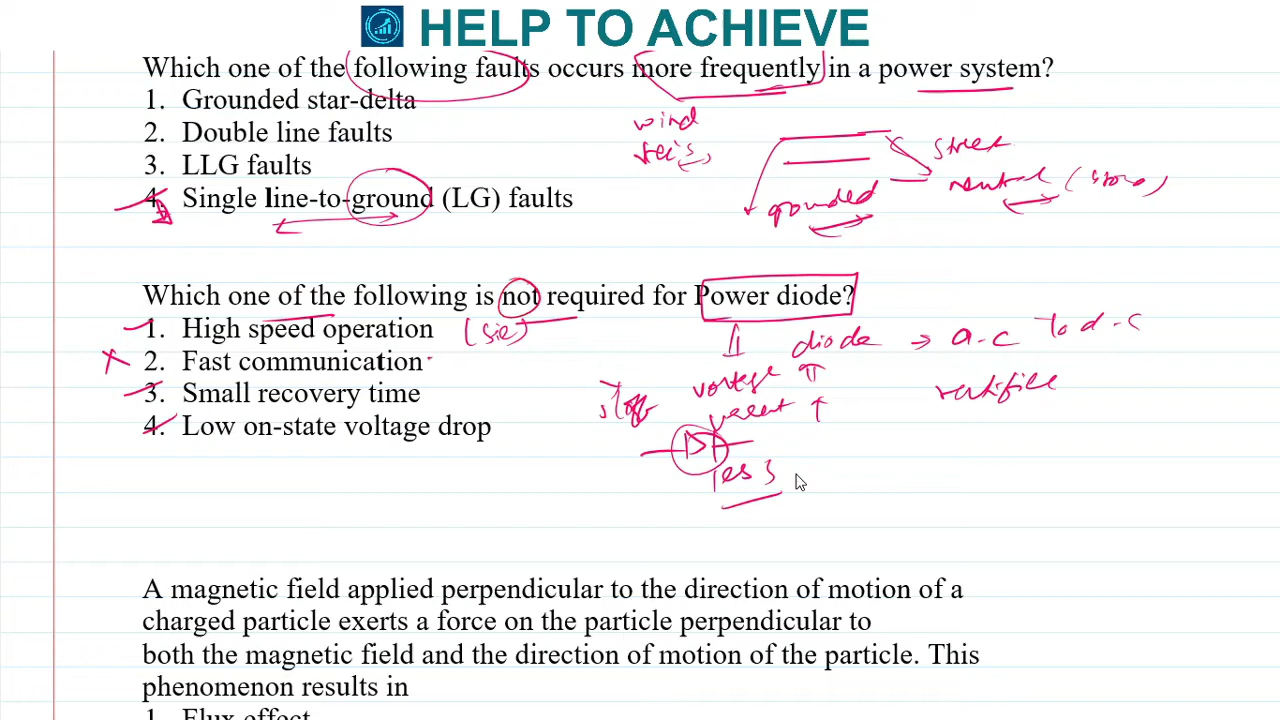 HELP TO ACHIEVE
Which one of the following faults occurs more frequently in a power system?
1. Grounded star-delta
2. Double line faults
3. LLG faults
4. Single line-to-ground (LG) faults
wind
grounded
neutral
Which one of the following is not required for Power diode?
1. High speed operation
2. Fast communication
3. Small recovery time
4. Low on-state voltage drop
diode → a.c to d.c
voltage ↑↑
A magnetic field applied perpendicular to the direction of motion of a
charged particle exerts a force on the particle perpendicular to
both the magnetic field and the direction of motion of the particle. This
phenomenon results in
1. Flux effect